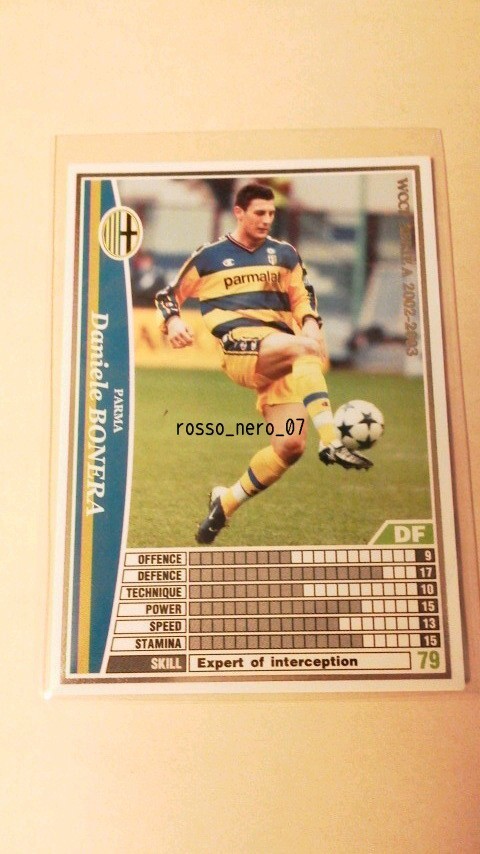 WCCF SERIE A 2002-2003
parmalat
PARMA
Daniele BONERA
rosso_nero_07
DF
OFFENCE 9
DEFENCE 17
TECHNIQUE 10
POWER 15
SPEED 13
STAMINA 15
SKILL Expert of interception 79